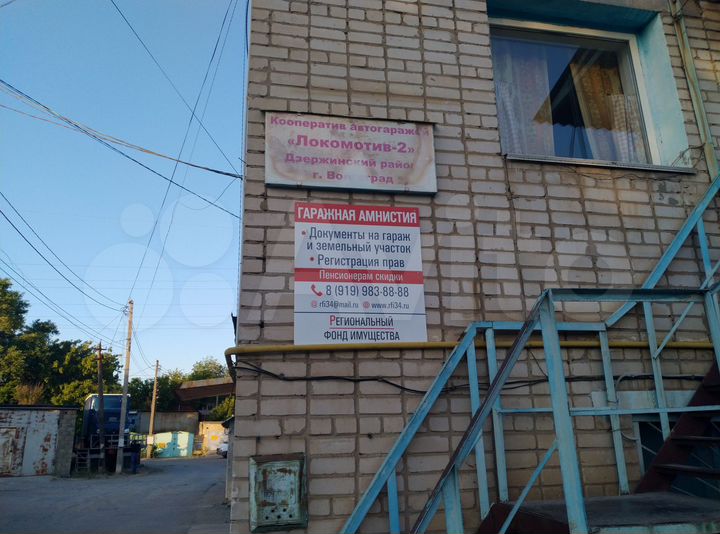 Кооператив автогаражей
«Локомотив-2»
Дзержинский район
г. Волгоград
ГАРАЖНАЯ АМНИСТИЯ
• Документы на гараж
и земельный участок
• Регистрация прав
Пенсионерам скидки
8 (919) 983-88-88
rfi34@mail.ru www.rfi34.ru
РЕГИОНАЛЬНЫЙ
ФОНД ИМУЩЕСТВА
Avito